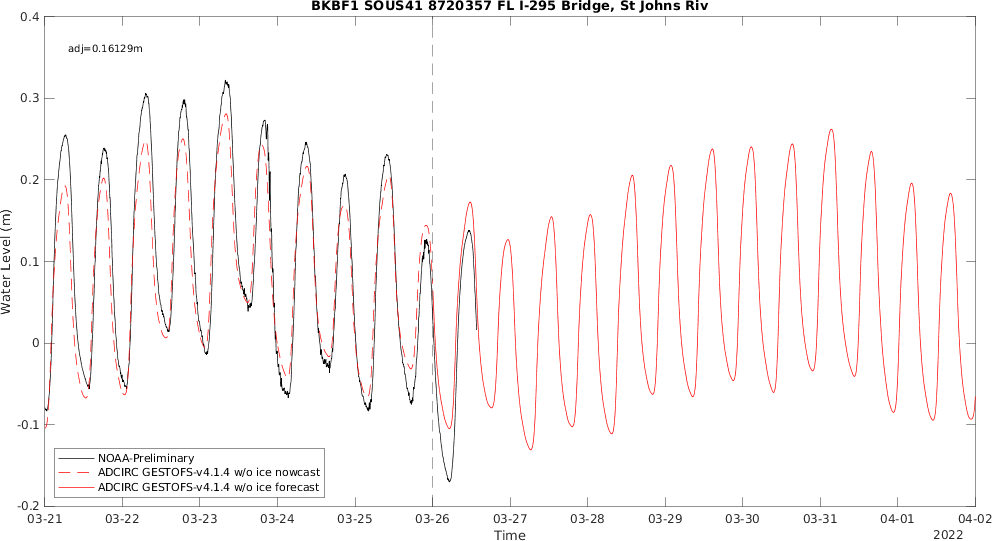 BKBF1 SOUS41 8720357 FL I-295 Bridge, St Johns Riv
adj=0.16129m
0.4
0.3
0.2
0.1
0
-0.1
-0.2
Water Level (m)
NOAA-Preliminary
ADCIRC GESTOFS-v4.1.4 w/o ice nowcast
ADCIRC GESTOFS-v4.1.4 w/o ice forecast
03-21 03-22 03-23 03-24 03-25 03-26 03-27 03-28 03-29 03-30 03-31 04-01 04-02
Time
2022